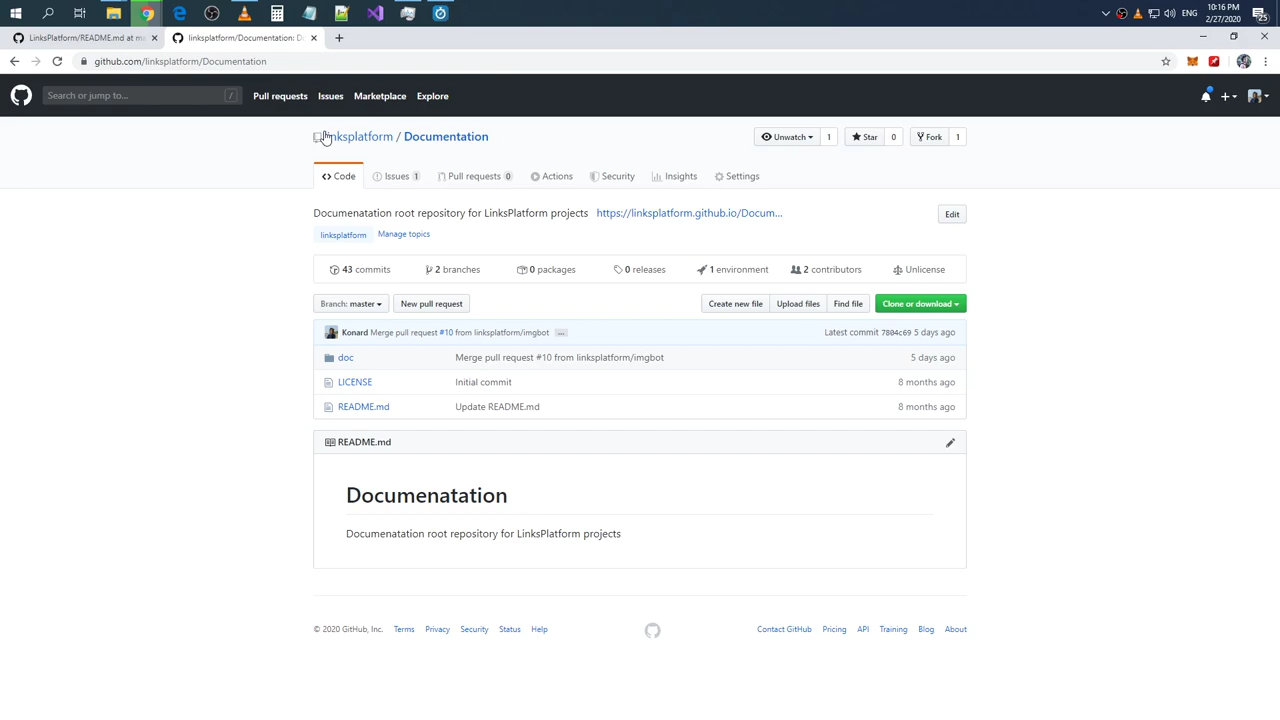 ENG
10:16 PM
2/27/2020
25
LinksPlatform/README.md at ma
linksplatform/Documentation: Do
github.com/linksplatform/Documentation
Search or jump to...
/
Pull requests
Issues
Marketplace
Explore
linksplatform / Documentation
Unwatch
1
Star
0
Fork
1
Code
Issues 1
Pull requests 0
Actions
Security
Insights
Settings
Documenatation root repository for LinksPlatform projects https://linksplatform.github.io/Docum...
Edit
linksplatform
Manage topics
43 commits
2 branches
0 packages
0 releases
1 environment
2 contributors
Unlicense
Branch: master
New pull request
Create new file
Upload files
Find file
Clone or download
Konard Merge pull request #10 from linksplatform/imgbot ...
Latest commit 7804c69 5 days ago
doc
Merge pull request #10 from linksplatform/imgbot
5 days ago
LICENSE
Initial commit
8 months ago
README.md
Update README.md
8 months ago
README.md
Documenatation
Documenatation root repository for LinksPlatform projects
© 2020 GitHub, Inc.
Terms
Privacy
Security
Status
Help
Contact GitHub
Pricing
API
Training
Blog
About